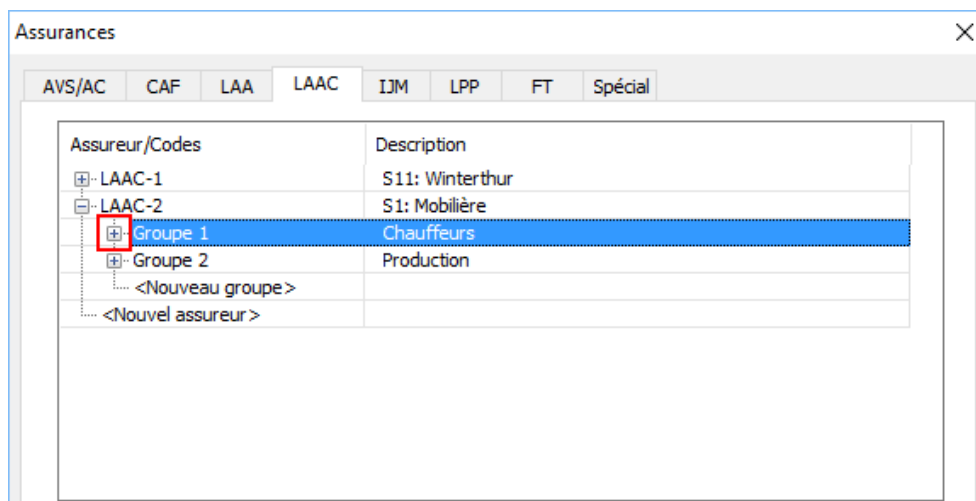 Assurances
AVS/AC CAF LAA LAAC IJM LPP FT Spécial
Assureur/Codes Description
LAAC-1 S11: Winterthur
LAAC-2 S1: Mobilière
Groupe 1 Chauffeurs
Groupe 2 Production
<Nouveau groupe>
<Nouvel assureur>